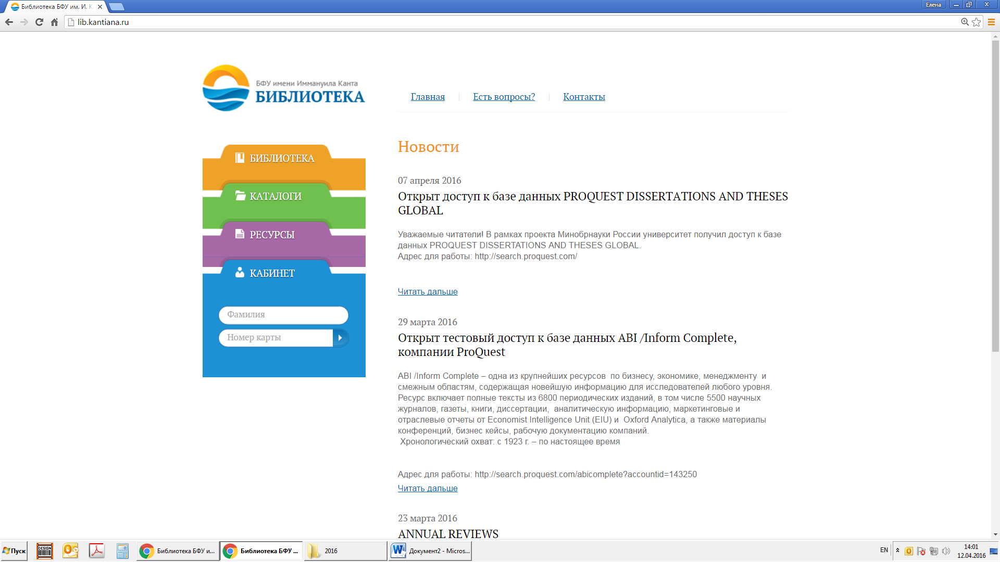 Библиотека БФУ им. И. К
Елена
lib.kantiana.ru
БФУ имени Иммануила Канта
БИБЛИОТЕКА
Главная
Есть вопросы?
Контакты
БИБЛИОТЕКА
КАТАЛОГИ
РЕСУРСЫ
КАБИНЕТ
Фамилия
Номер карты
Новости
07 апреля 2016
Открыт доступ к базе данных PROQUEST DISSERTATIONS AND THESES
GLOBAL
Уважаемые читатели! В рамках проекта Минобрнауки России университет получил доступ к базе
данных PROQUEST DISSERTATIONS AND THESES GLOBAL.
Адрес для работы: http://search.proquest.com/
Читать дальше
29 марта 2016
Открыт тестовый доступ к базе данных ABI /Inform Complete,
компании ProQuest
ABI /Inform Complete – одна из крупнейших ресурсов  по бизнесу, экономике, менеджменту  и
смежным областям, содержащая новейшую информацию для исследователей любого уровня.
Ресурс включает полные тексты из 6800 периодических изданий, в том числе 5500 научных
журналов, газеты, книги, диссертации,  аналитическую информацию, маркетинговые и
отраслевые отчеты от Economist Intelligence Unit (EIU) и  Oxford Analytica, а также материалы
конференций, бизнес кейсы, рабочую документацию компаний.
Хронологический охват: с 1923 г. – по настоящее время
Адрес для работы: http://search.proquest.com/abicomplete?accountid=143250
Читать дальше
23 марта 2016
ANNUAL REVIEWS
Пуск
DESIGN
Библиотека БФУ и...
Библиотека БФУ ...
2016
Документ2 - Micros...
EN
14:01
12.04.2016